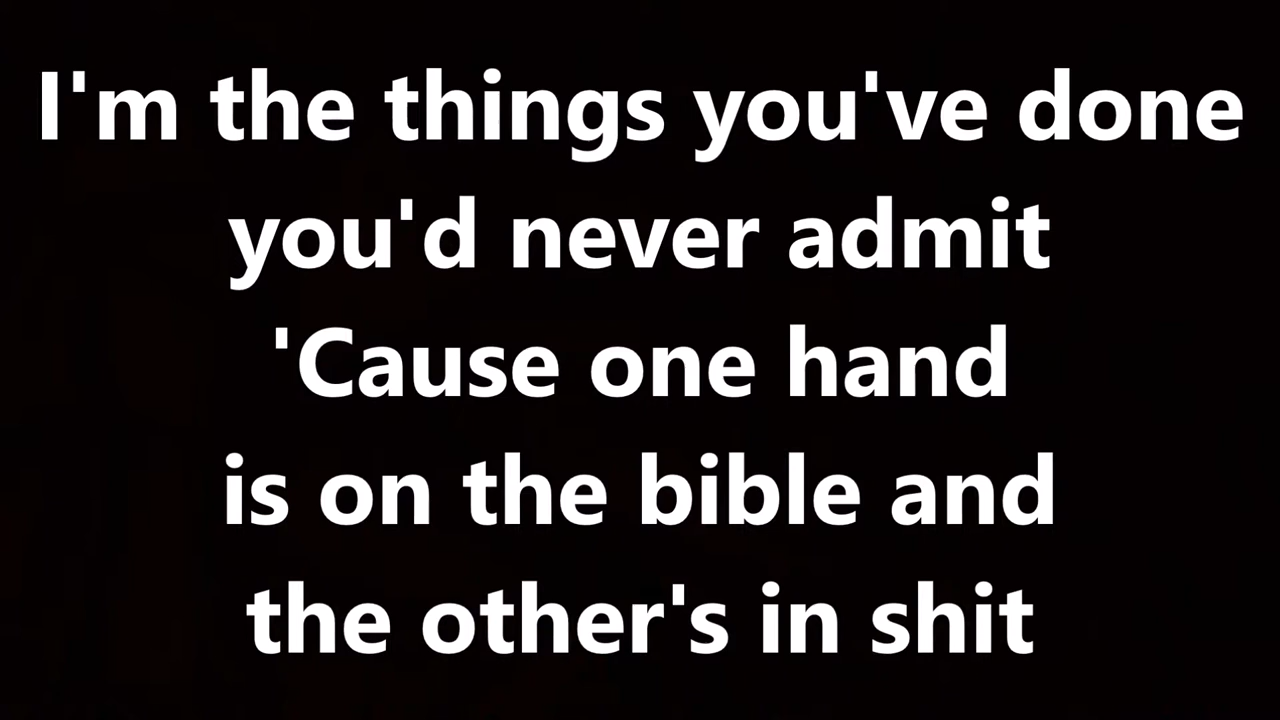 I'm the things you've done
you'd never admit
'Cause one hand
is on the bible and
the other's in shit